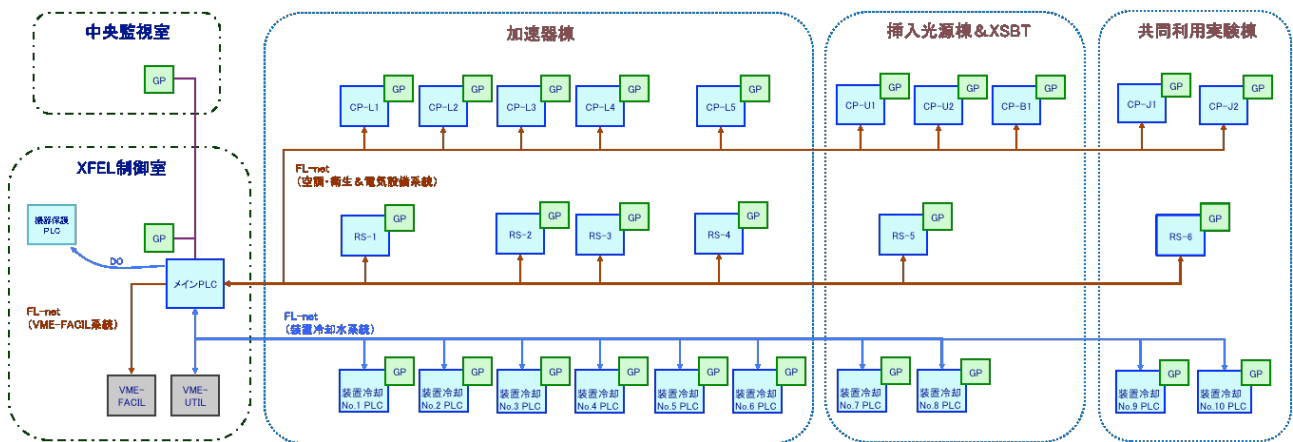 中央監視室
GP
XFEL制御室
機器保護
PLC
GP
DO
メインPLC
FL-net
(VME-FACIL系統)
VME-
FACIL
VME-
UTIL
加速器棟
CP-L1
GP
CP-L2
GP
CP-L3
GP
CP-L4
GP
CP-L5
GP
FL-net
(空調・衛生&電気設備系統)
RS-1
GP
RS-2
GP
RS-3
GP
RS-4
GP
FL-net
(装置冷却水系統)
装置冷却
No.1 PLC
GP
装置冷却
No.2 PLC
GP
装置冷却
No.3 PLC
GP
装置冷却
No.4 PLC
GP
装置冷却
No.5 PLC
GP
装置冷却
No.6 PLC
GP
挿入光源棟&XSBT
CP-U1
GP
CP-U2
GP
CP-B1
GP
RS-5
GP
装置冷却
No.7 PLC
GP
装置冷却
No.8 PLC
GP
共同利用実験棟
CP-J1
GP
CP-J2
GP
RS-6
GP
装置冷却
No.9 PLC
GP
装置冷却
No.10 PLC
GP